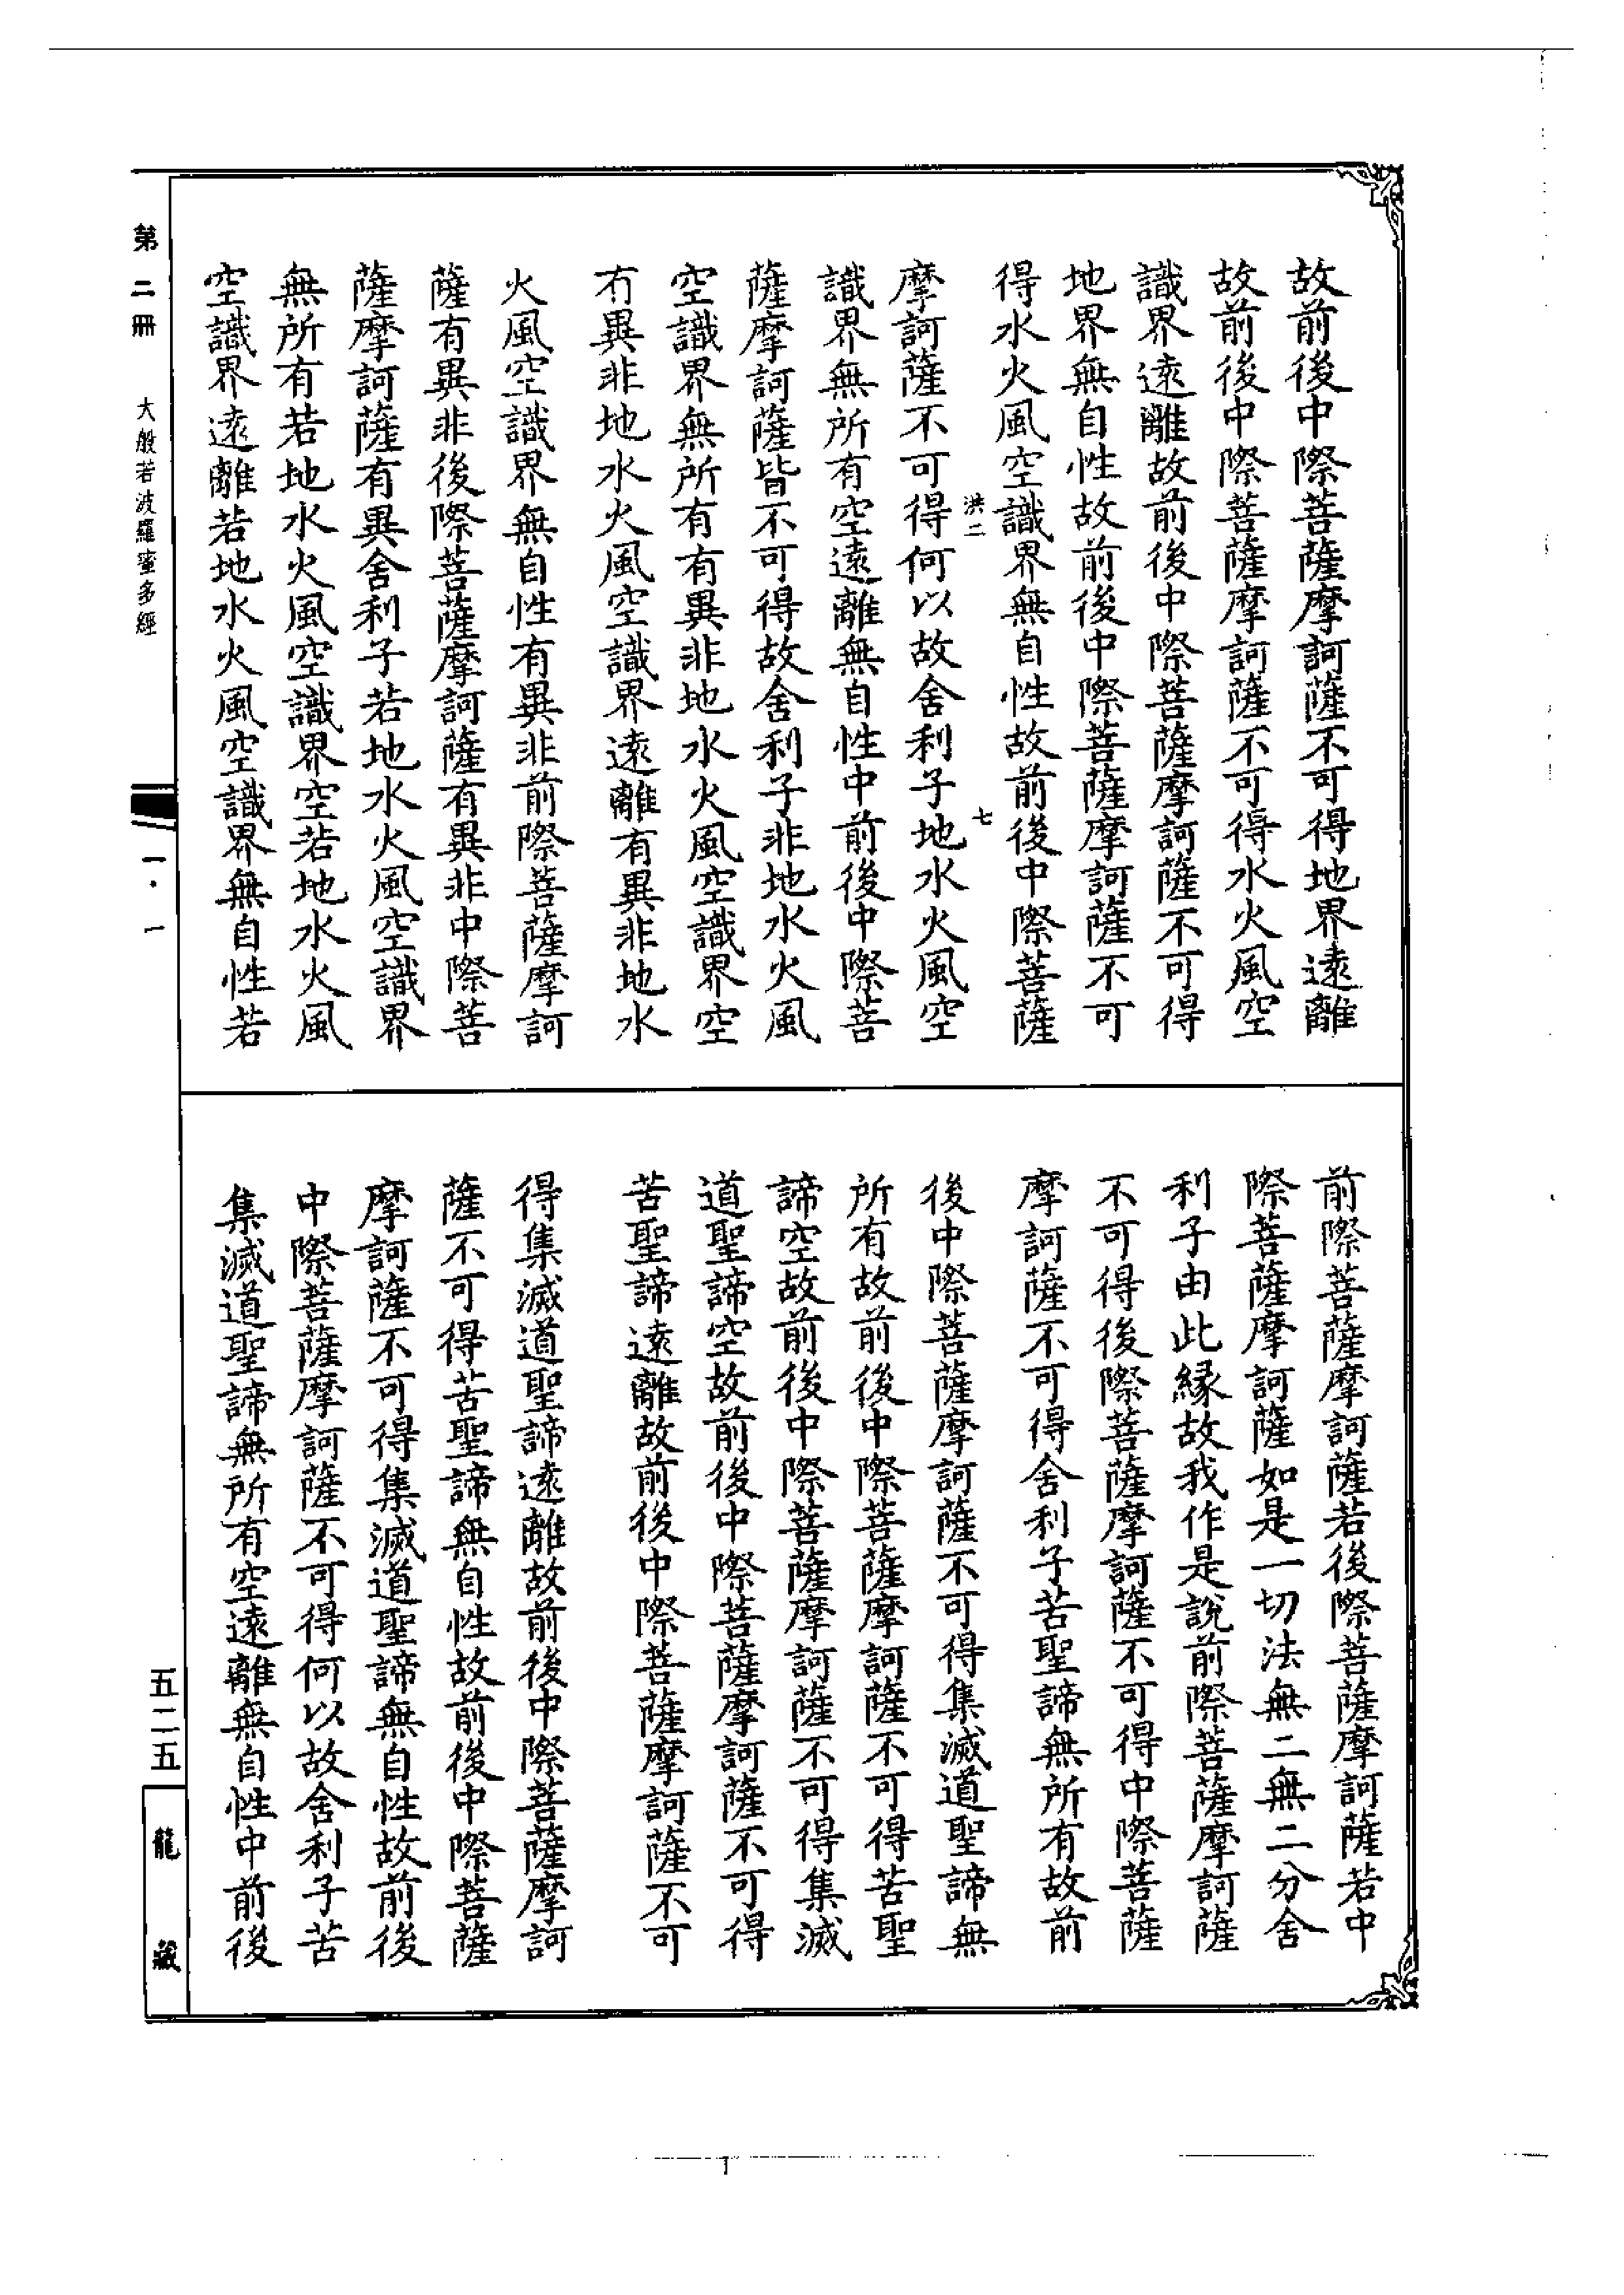 故前後中際菩薩摩訶薩不可得地界遠離
故前後中際菩薩摩訶薩不可得水火風空
識界遠離故前後中際菩薩摩訶薩不可得
地界無自性故前後中際菩薩摩訶薩不可
得水火風空識界無自性故前後中際菩薩
洪二
七
摩訶薩不可得何以故舍利子地水火風空
識界無所有空遠離無自性中前後中際菩
薩摩訶薩皆不可得故舍利子非地水火風
空識界無所有有異非地水火風空識界空
有異非地水火風空識界遠離有異非地水
火風空識界無自性有異非前際菩薩摩訶
薩有異非後際菩薩摩訶薩有異非中際菩
薩摩訶薩有異舍利子若地水火風空識界
無所有若地水火風空識界空若地水火風
空識界遠離若地水火風空識界無自性若
前際菩薩摩訶薩若後際菩薩摩訶薩若中
際菩薩摩訶薩如是一切法無二無二分舍
利子由此緣故我作是說前際菩薩摩訶薩
不可得後際菩薩摩訶薩不可得中際菩薩
摩訶薩不可得舍利子苦聖諦無所有故前
後中際菩薩摩訶薩不可得集滅道聖諦無
所有故前後中際菩薩摩訶薩不可得苦聖
諦空故前後中際菩薩摩訶薩不可得集滅
道聖諦空故前後中際菩薩摩訶薩不可得
苦聖諦遠離故前後中際菩薩摩訶薩不可
得集滅道聖諦遠離故前後中際菩薩摩訶
薩不可得苦聖諦無自性故前後中際菩薩
摩訶薩不可得集滅道聖諦無自性故前後
中際菩薩摩訶薩不可得何以故舍利子苦
集滅道聖諦無所有空遠離無自性中前後
第二冊 大般若波羅蜜多經
一·一
五二五
龍藏